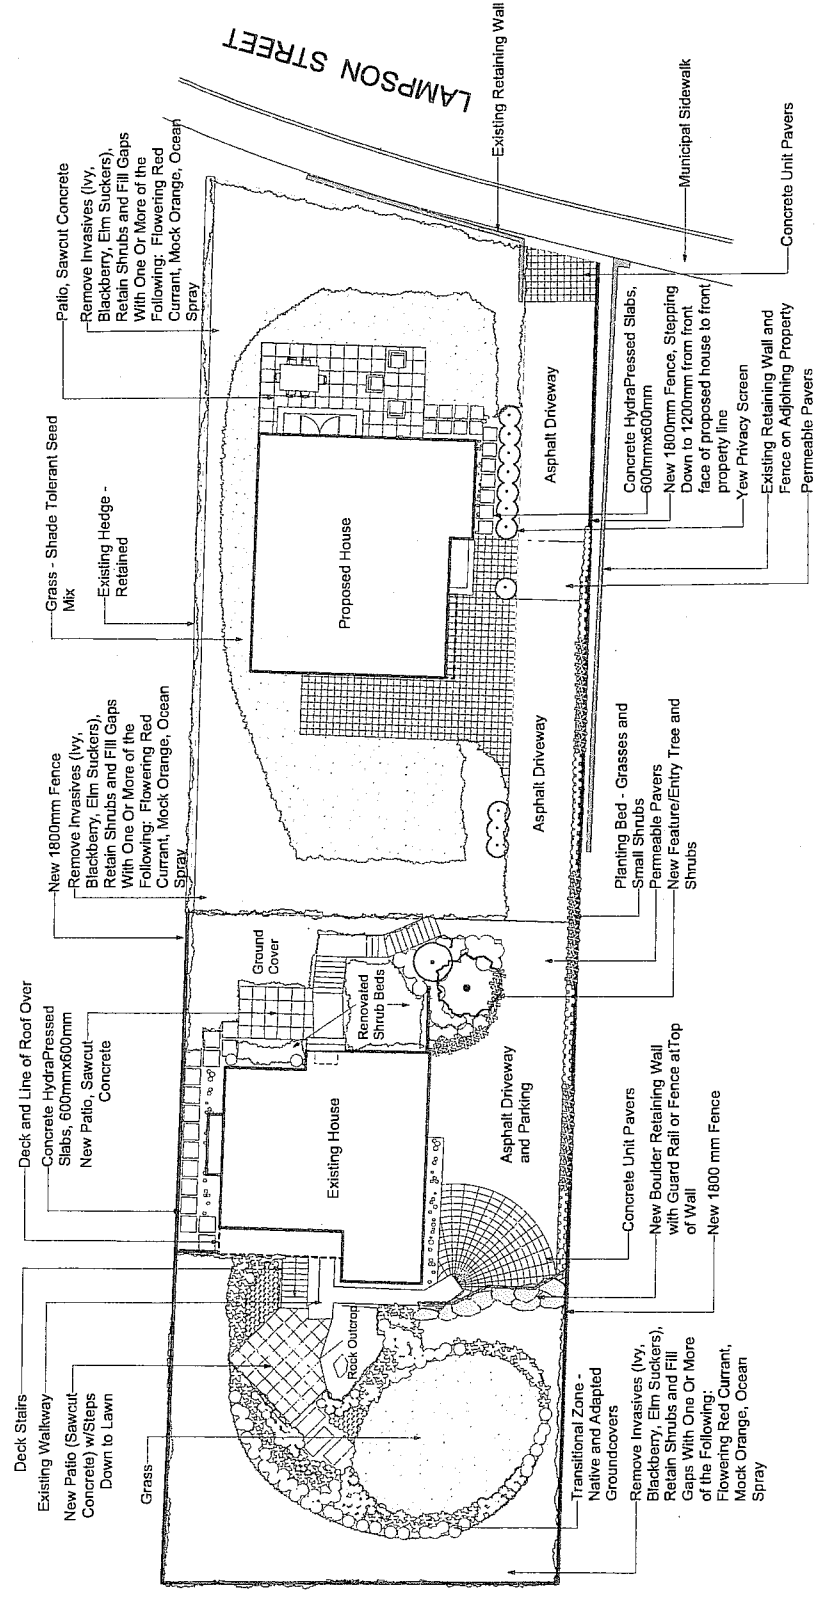 LAMPSON STREET
Existing Retaining Wall
Municipal Sidewalk
Concrete Unit Pavers
Patio, Sawcut Concrete
Remove Invasives (Ivy,
Blackberry, Elm Suckers),
Retain Shrubs and Fill Gaps
With One Or More of the
Following: Flowering Red
Currant, Mock Orange, Ocean
Spray
Grass - Shade Tolerant Seed
Mix
Existing Hedge -
Retained
New 1800mm Fence
Remove Invasives (Ivy,
Blackberry, Elm Suckers),
Retain Shrubs and Fill Gaps
With One Or More of the
Following: Flowering Red
Currant, Mock Orange, Ocean
Spray
Deck and Line of Roof Over
Concrete HydraPressed
Slabs, 600mmx600mm
New Patio, Sawcut
Concrete
Deck Stairs
Existing Walkway
New Patio (Sawcut
Concrete) w/Steps
Down to Lawn
Grass
Proposed House
Asphalt Driveway
Asphalt Driveway
Ground
Cover
Renovated
Shrub Beds
Existing House
Asphalt Driveway
and Parking
Rock Outcrop
Concrete HydraPressed Slabs,
600mmx600mm
New 1800mm Fence, Stepping
Down to 1200mm from front
face of proposed house to front
property line
Yew Privacy Screen
Existing Retaining Wall and
Fence on Adjoining Property
Permeable Pavers
Planting Bed - Grasses and
Small Shrubs
Permeable Pavers
New Feature/Entry Tree and
Shrubs
Concrete Unit Pavers
New Boulder Retaining Wall
with Guard Rail or Fence atTop
of Wall
New 1800 mm Fence
Transitional Zone -
Native and Adapted
Groundcovers
Remove Invasives (Ivy,
Blackberry, Elm Suckers),
Retain Shrubs and Fill
Gaps With One Or More
of the Following:
Flowering Red Currant,
Mock Orange, Ocean
Spray